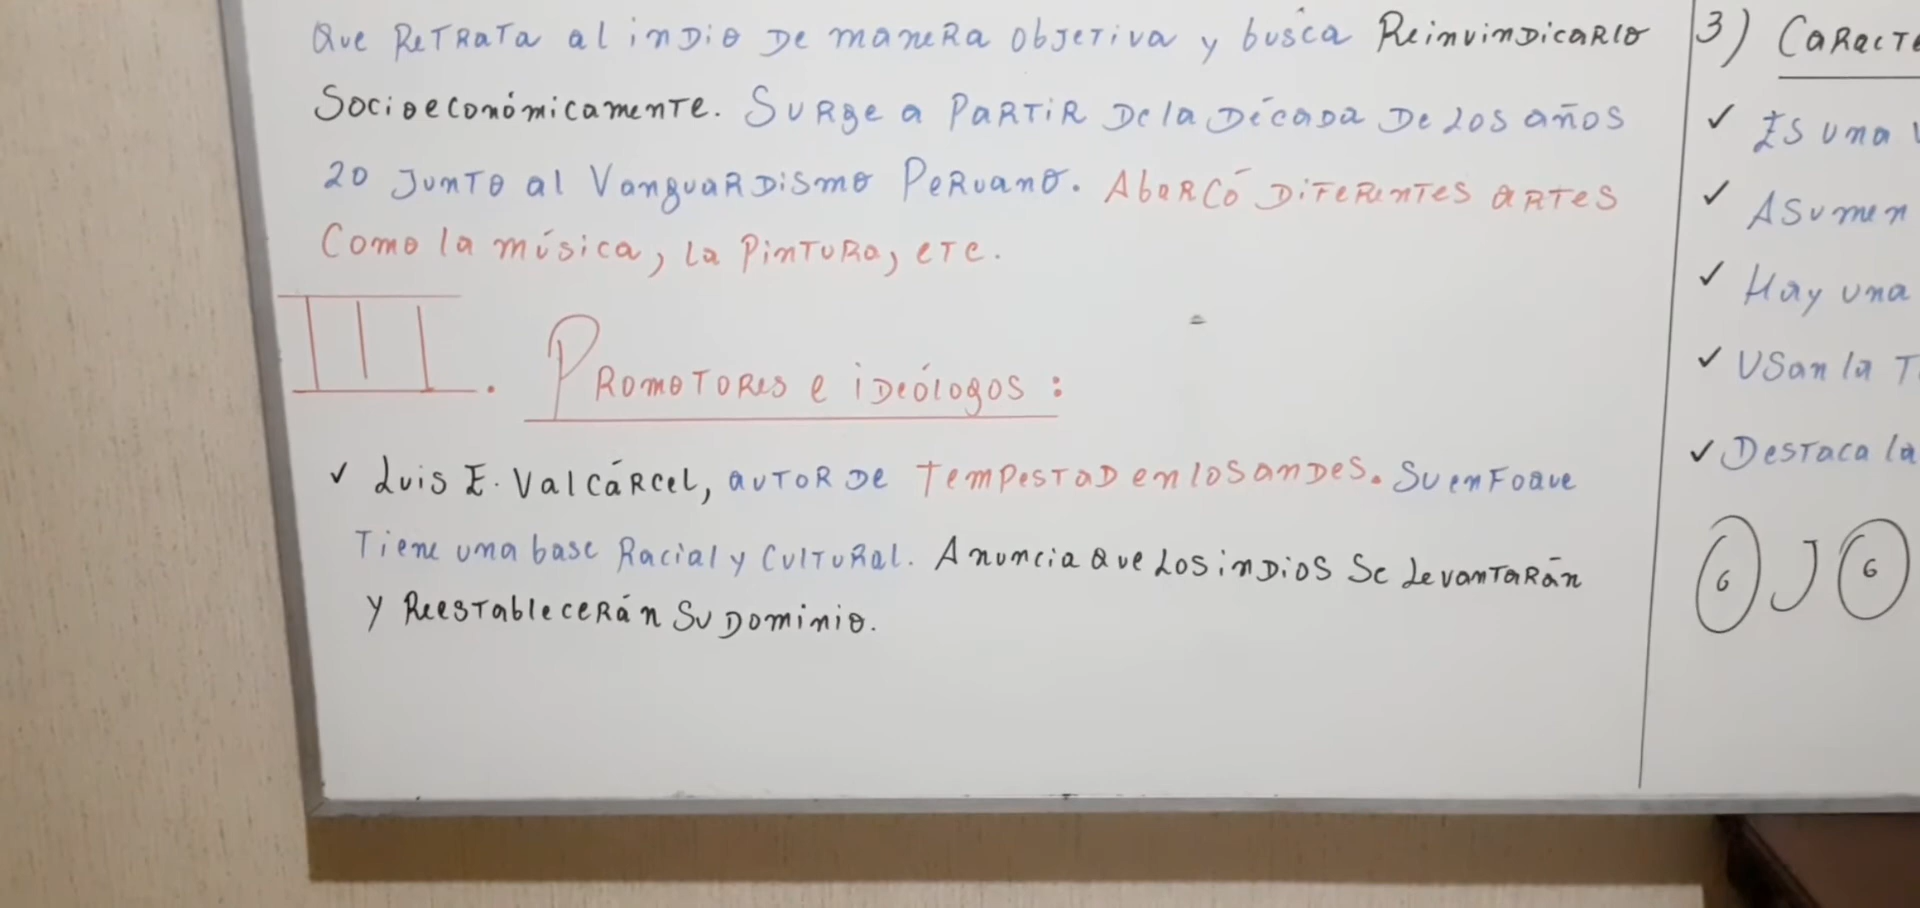 que retrata al indio de manera objetiva y busca Reinvindicarlo
Socioeconómicamente. Surge a partir de la década de los años
20 junto al Vanguardismo Peruano. Abarcó diferentes artes
Como la música, la pintura, etc.
III. Promotores e ideólogos:
✓ Luis E. Valcárcel, autor de Tempestad en los andes. Su enfoque
Tiene una base Racial y Cultural. Anuncia que los indios se levantarán
y Reestablecerán su dominio.
3) Caracte
✓ Es una
✓ Asumen
✓ Hay una
✓ Usan la T
✓ Destaca la
OJO